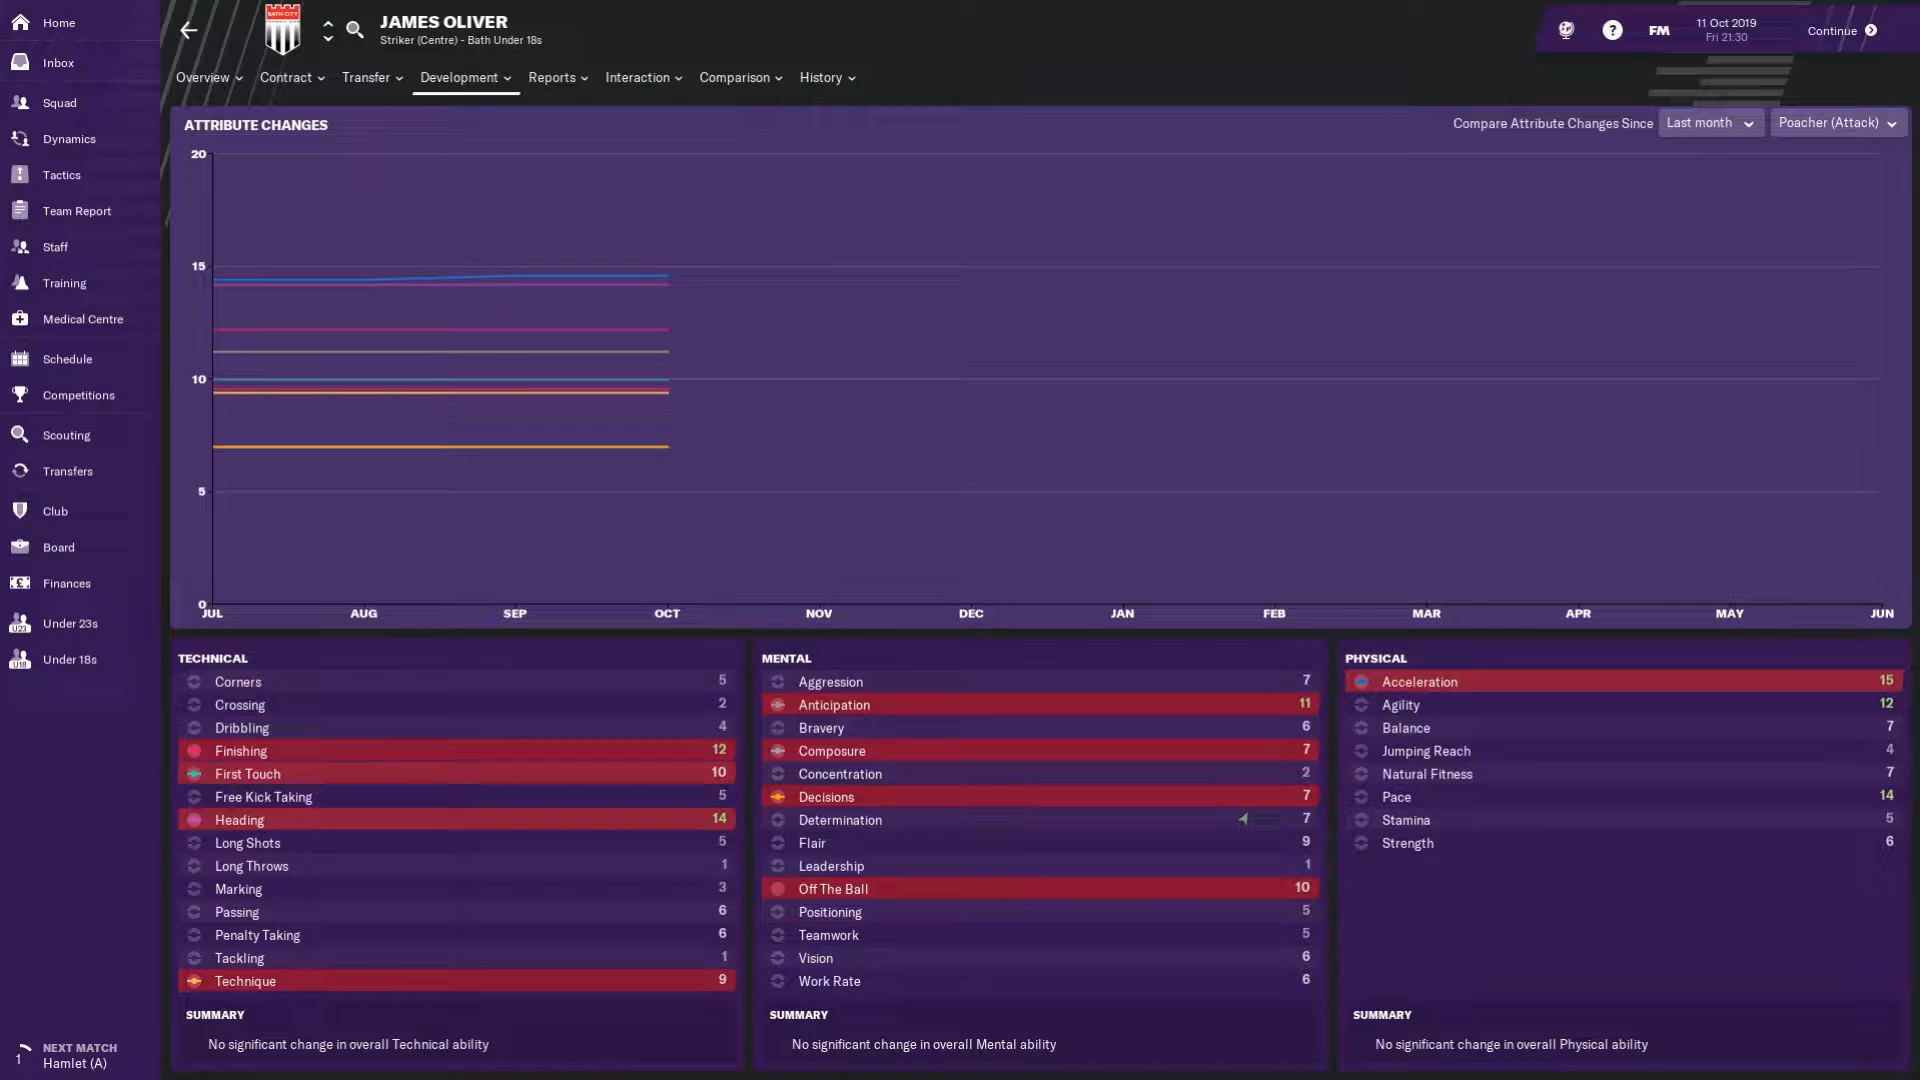 Home
Inbox
Squad
Dynamics
Tactics
Team Report
Staff
Training
Medical Centre
Schedule
Competitions
Scouting
Transfers
Club
Board
Finances
U23
Under 23s
U18
Under 18s
1
NEXT MATCH
Hamlet (A)
BATH CITY
JAMES OLIVER
Striker (Centre) - Bath Under 18s
?
FM
11 Oct 2019
Fri 21:30
Continue
Overview
Contract
Transfer
Development
Reports
Interaction
Comparison
History
ATTRIBUTE CHANGES
Compare Attribute Changes Since
Last month
Poacher (Attack)
20
15
10
5
0
JUL
AUG
SEP
OCT
NOV
DEC
JAN
FEB
MAR
APR
MAY
JUN
TECHNICAL
Corners 5
Crossing 2
Dribbling 4
Finishing 12
First Touch 10
Free Kick Taking 5
Heading 14
Long Shots 5
Long Throws 1
Marking 3
Passing 6
Penalty Taking 6
Tackling 1
Technique 9
SUMMARY
No significant change in overall Technical ability
MENTAL
Aggression 7
Anticipation 11
Bravery 6
Composure 7
Concentration 2
Decisions 7
Determination 7
Flair 9
Leadership 1
Off The Ball 10
Positioning 5
Teamwork 5
Vision 6
Work Rate 6
SUMMARY
No significant change in overall Mental ability
PHYSICAL
Acceleration 15
Agility 12
Balance 7
Jumping Reach 4
Natural Fitness 7
Pace 14
Stamina 5
Strength 6
SUMMARY
No significant change in overall Physical ability